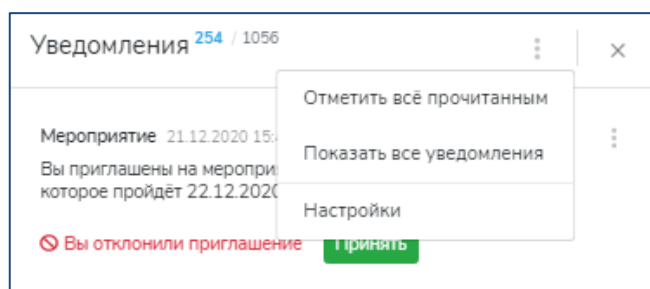 Уведомления 254 / 1056
Отметить всё прочитанным
Показать все уведомления
Настройки
Мероприятие 21.12.2020 15:
Вы приглашены на
которое пройдёт 22.12.2020
Вы отклонили приглашение
Принять